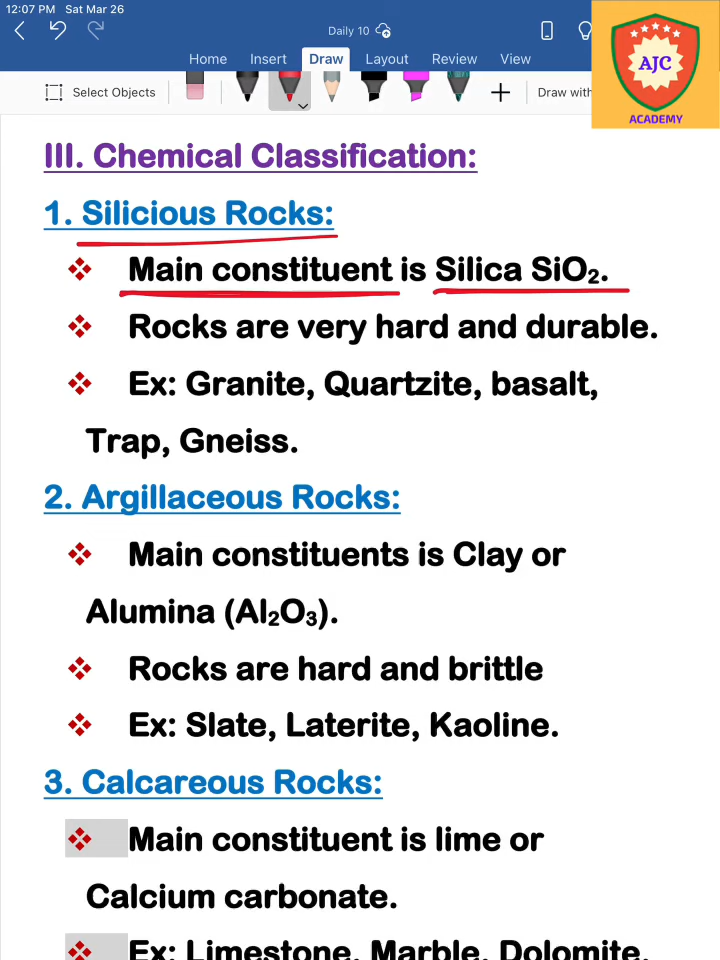 12:07 PM Sat Mar 26
Daily 10
Home Insert Draw Layout Review View
Select Objects
Draw with
AJC
ACADEMY
III. Chemical Classification:
1. Silicious Rocks:
❖ Main constituent is Silica SiO₂.
❖ Rocks are very hard and durable.
❖ Ex: Granite, Quartzite, basalt,
Trap, Gneiss.
2. Argillaceous Rocks:
❖ Main constituents is Clay or
Alumina (Al₂O₃).
❖ Rocks are hard and brittle
❖ Ex: Slate, Laterite, Kaoline.
3. Calcareous Rocks:
❖ Main constituent is lime or
Calcium carbonate.
❖ Ex: Limestone, Marble, Dolomite.